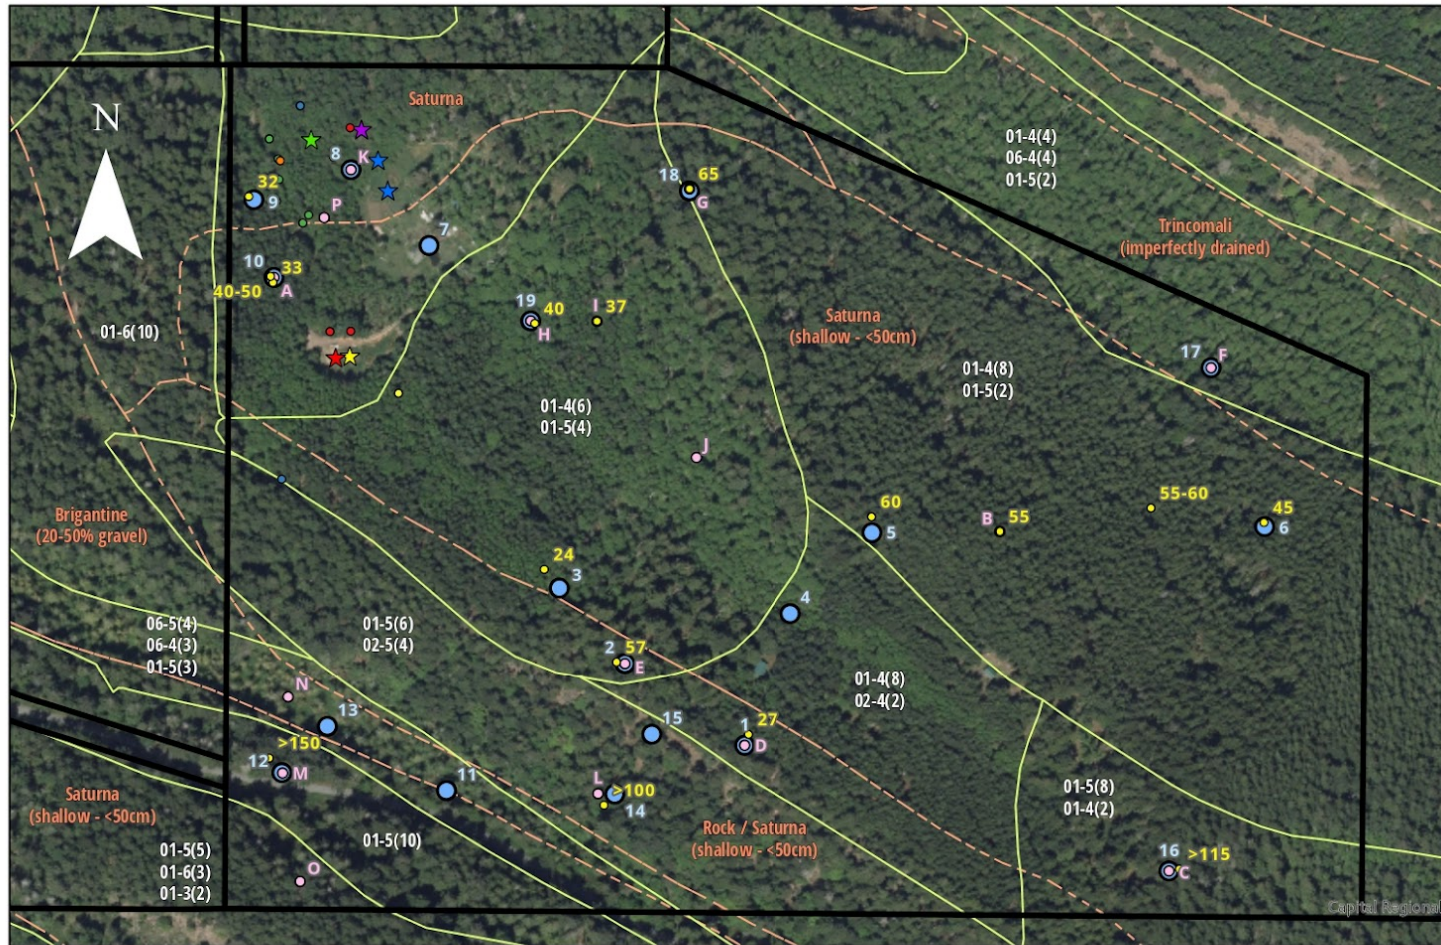 Saturna
N
01-4(4)
06-4(4)
01-5(2)
8 K
18 65
G
32
9
P
7
Trincomali
(imperfectly drained)
10 33
40-50 A
01-6(10)
19 40
H
I 37
Saturna
(shallow - <50cm)
17 F
01-4(8)
01-5(2)
01-4(6)
01-5(4)
J
Brigantine
(20-50% gravel)
60
5
B 55
55-60
45
6
24
3
4
06-5(4)
06-4(3)
01-5(3)
01-5(6)
02-5(4)
2 57
E
01-4(8)
02-4(2)
N
13
15
1 27
D
>150
12 M
11
L >100
14
Saturna
(shallow - <50cm)
01-5(8)
01-4(2)
Rock / Saturna
(shallow - <50cm)
01-5(10)
01-5(5)
01-6(3)
01-3(2)
O
16 >115
C
Capital Regional